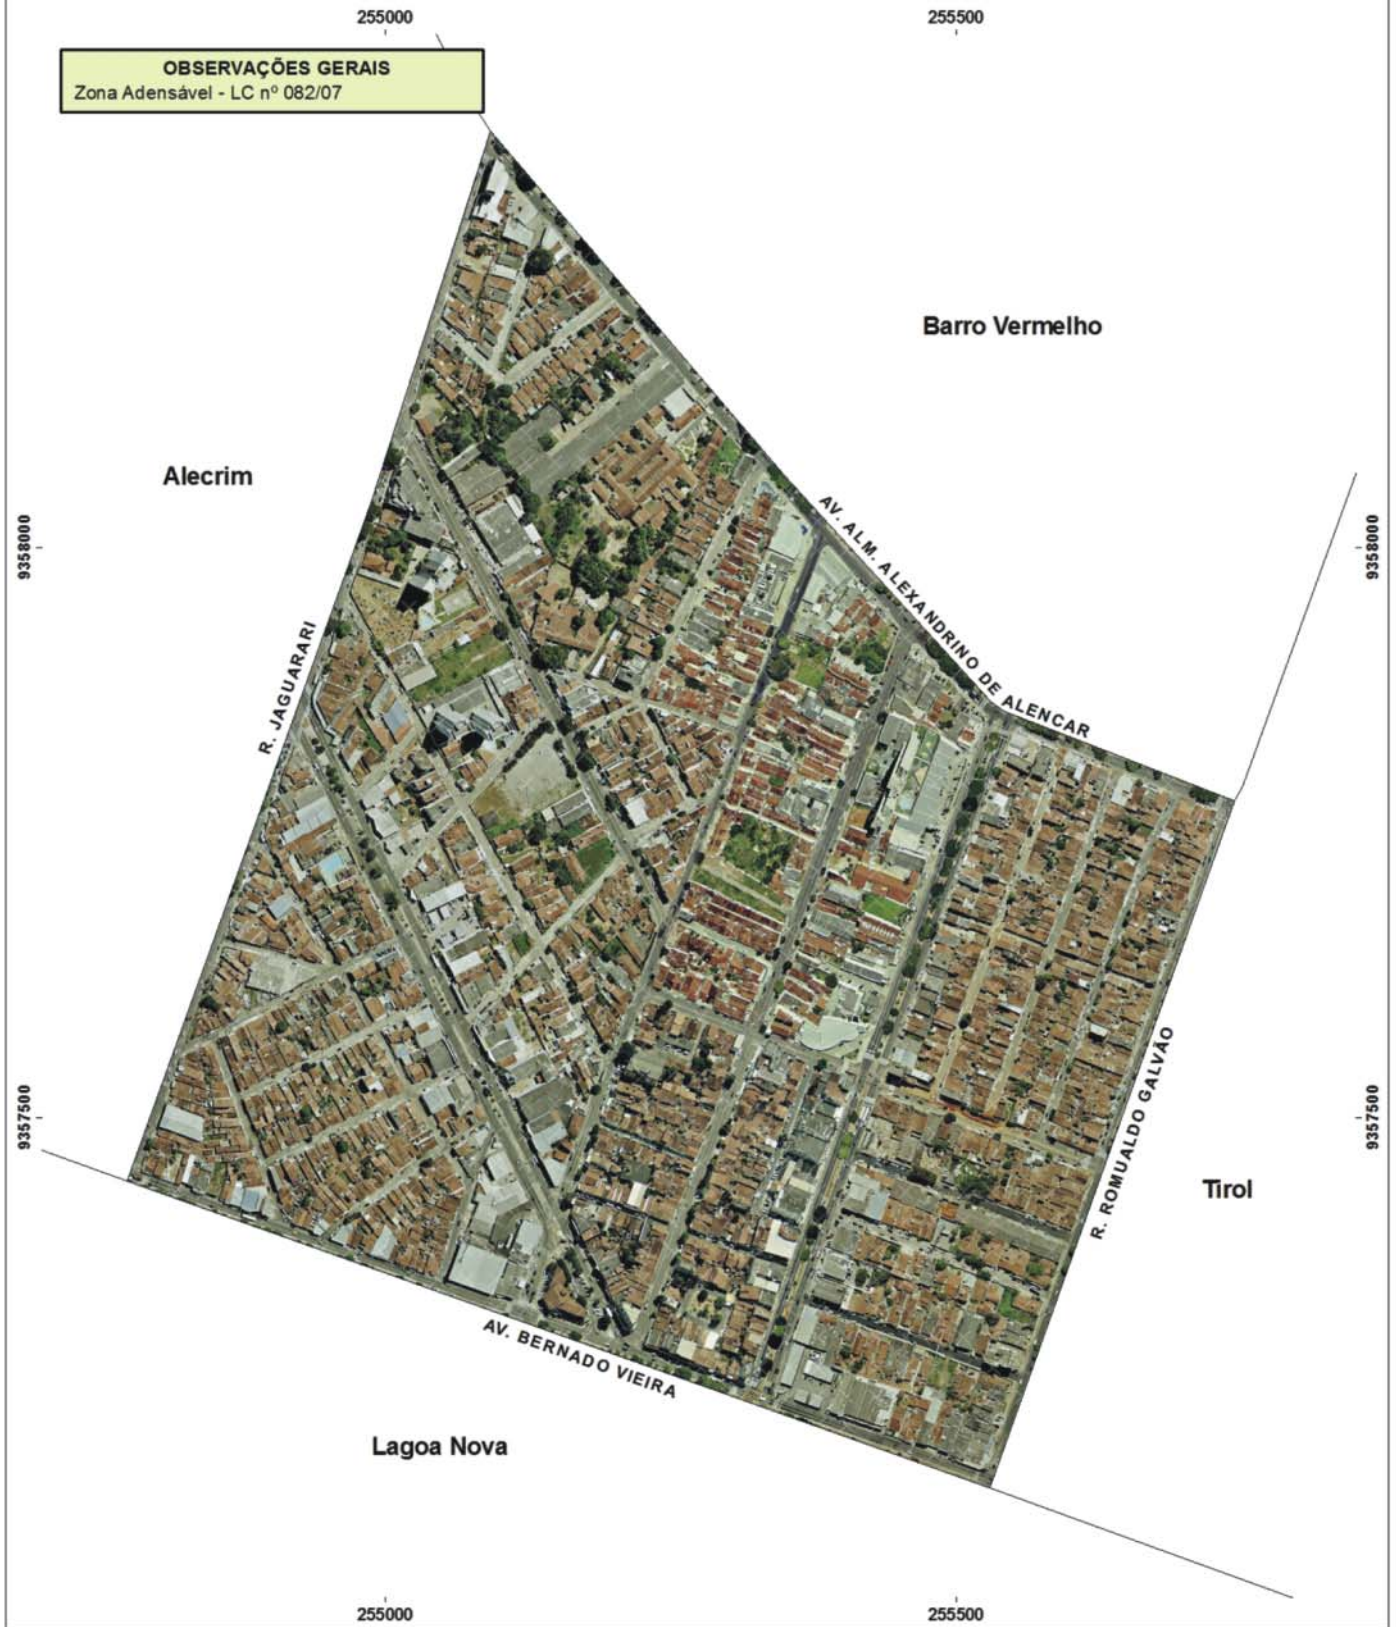 255000
255500
OBSERVAÇÕES GERAIS
Zona Adensável - LC nº 082/07
Barro Vermelho
Alecrim
AV. ALM. ALEXANDRINO DE ALENCAR
9358000
9358000
R. JAGUARARI
R. ROMUALDO GALVÃO
9357500
9357500
Tirol
AV. BERNADO VIEIRA
Lagoa Nova
255000
255500